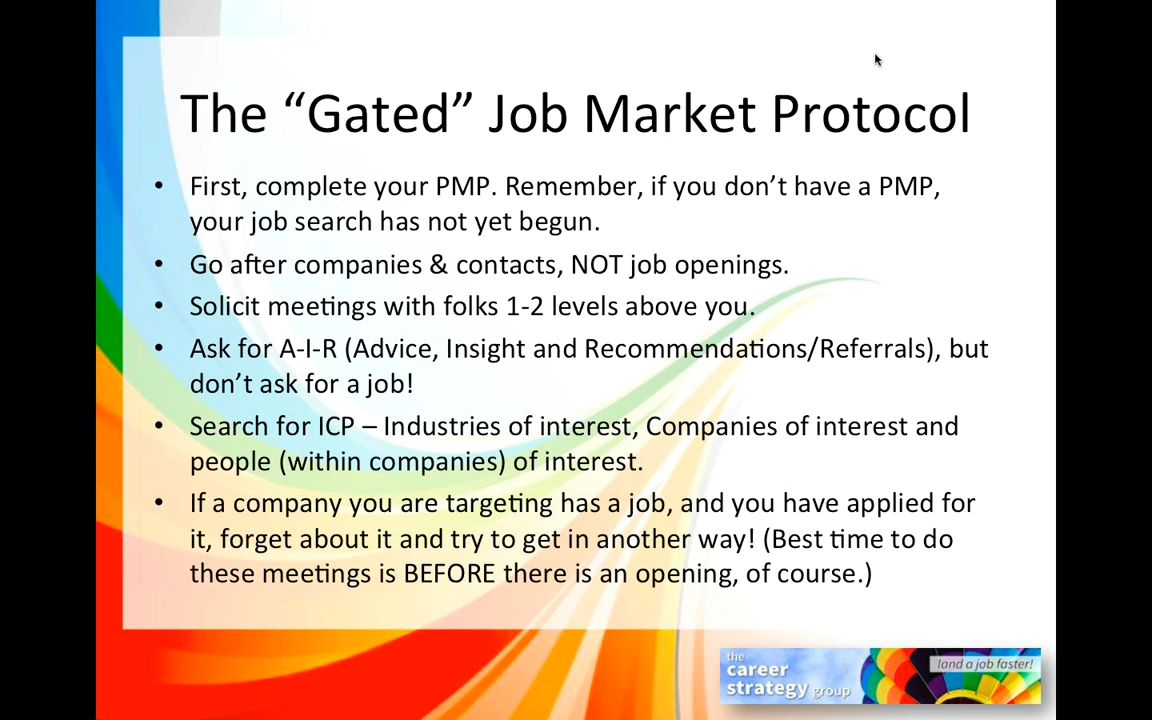 The “Gated” Job Market Protocol
• First, complete your PMP. Remember, if you don’t have a PMP,
your job search has not yet begun.
• Go after companies & contacts, NOT job openings.
• Solicit meetings with folks 1-2 levels above you.
• Ask for A-I-R (Advice, Insight and Recommendations/Referrals), but
don’t ask for a job!
• Search for ICP – Industries of interest, Companies of interest and
people (within companies) of interest.
• If a company you are targeting has a job, and you have applied for
it, forget about it and try to get in another way! (Best time to do
these meetings is BEFORE there is an opening, of course.)
the
career
strategy group
land a job faster!